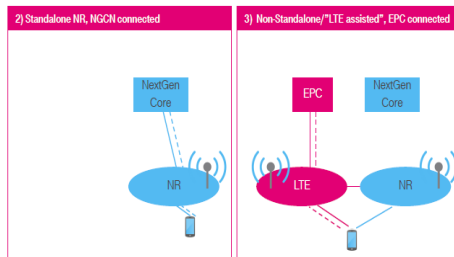 2) Standalone NR, NGCN connected
NextGen
Core
NR
3) Non-Standalone/"LTE assisted", EPC connected
EPC
NextGen
Core
LTE
NR